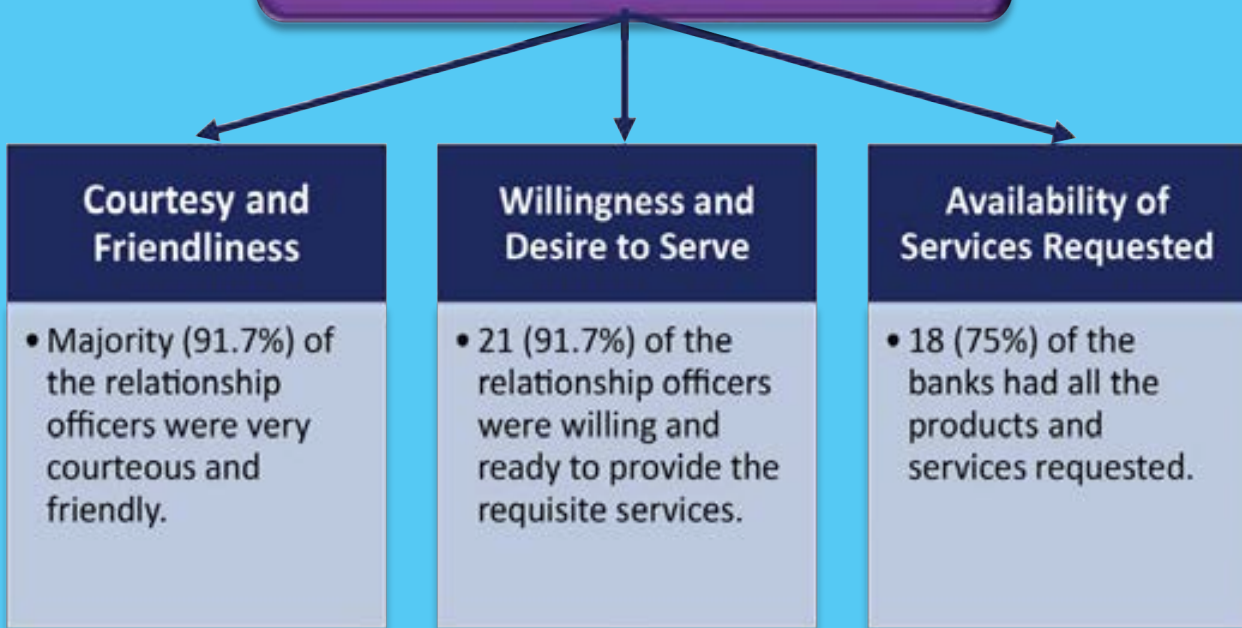 Courtesy and
Friendliness
• Majority (91.7%) of
the relationship
officers were very
courteous and
friendly.
Willingness and
Desire to Serve
• 21 (91.7%) of the
relationship officers
were willing and
ready to provide the
requisite services.
Availability of
Services Requested
• 18 (75%) of the
banks had all the
products and
services requested.